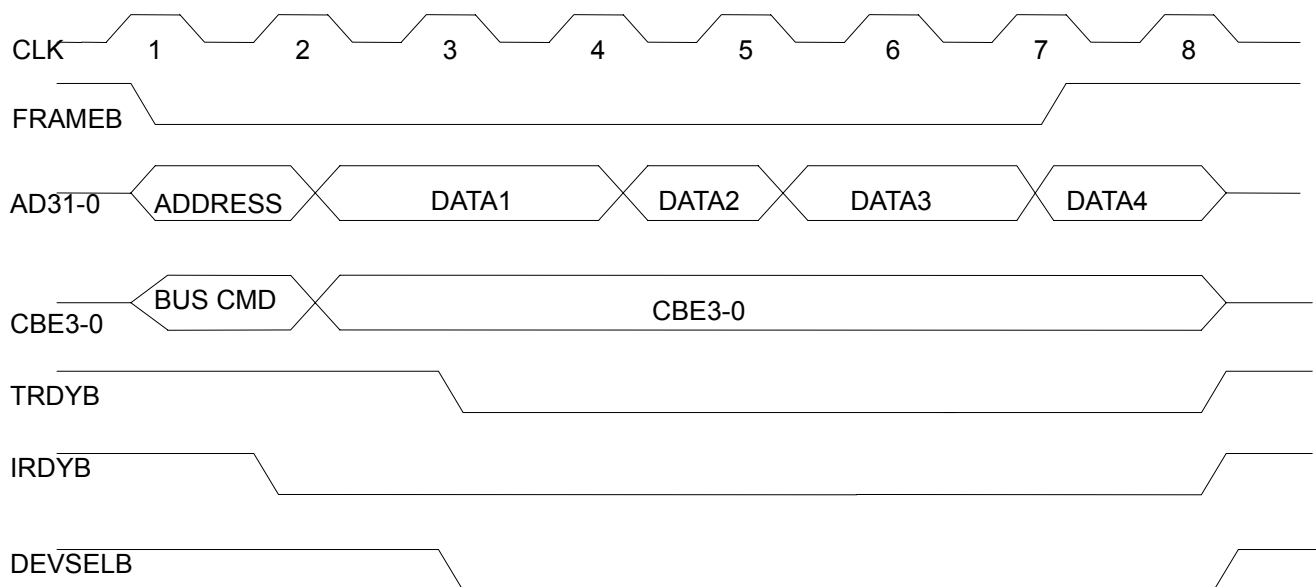 CLK 1 2 3 4 5 6 7 8
FRAMEB
AD31-0 ADDRESS DATA1 DATA2 DATA3 DATA4
CBE3-0 BUS CMD CBE3-0
TRDYB
IRDYB
DEVSELB